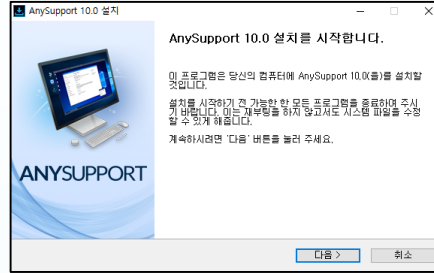 AnySupport 10.0 설치
AnySupport 10.0 설치를 시작합니다.
이 프로그램은 당신의 컴퓨터에 AnySupport 10.0(을)를 설치할
것입니다.
설치를 시작하기 전 가능한 한 모든 프로그램을 종료하여 주시
기 바랍니다. 이는 재부팅을 하지 않고서도 시스템 파일을 수정
할 수 있게 해줍니다.
계속하시려면 '다음' 버튼을 눌러 주세요.
ANYSUPPORT
다음 >
취소